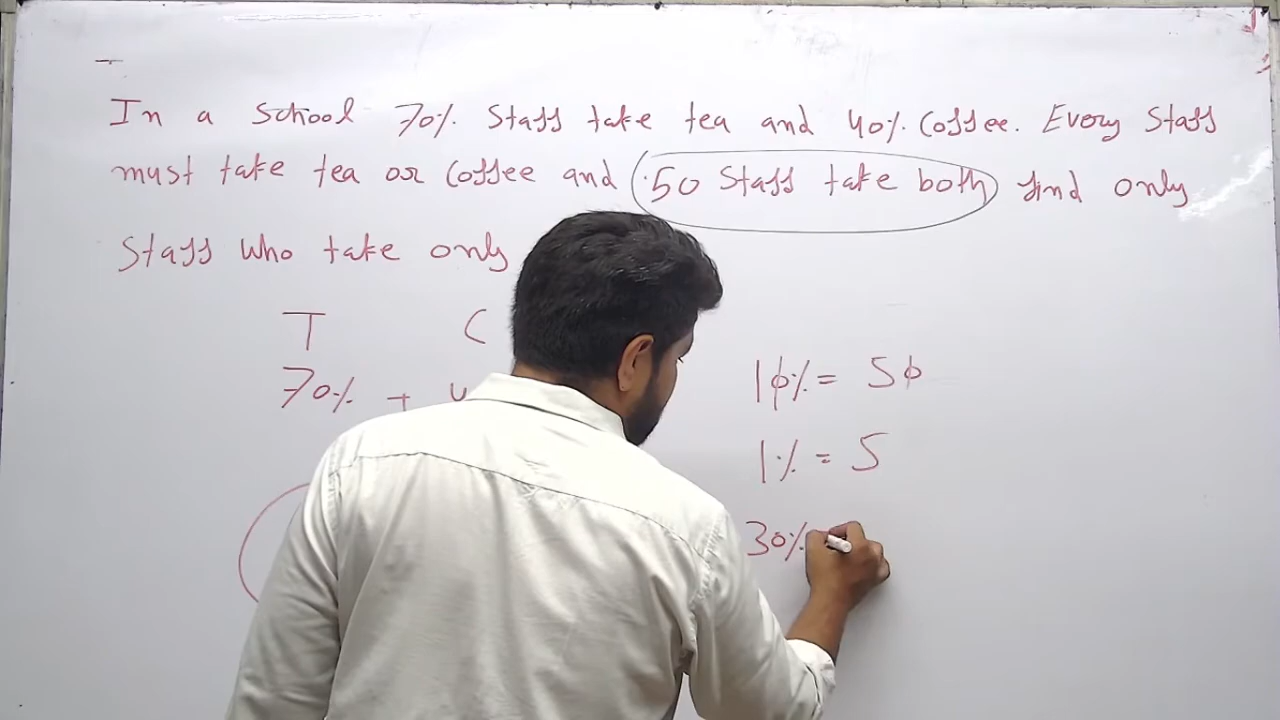 In a school 70% staff take tea and 40% coffee. Every staff
must take tea or coffee and 50 staff take both find only
staff who take only
T C
70% +
10% = 50
1% = 5
30%